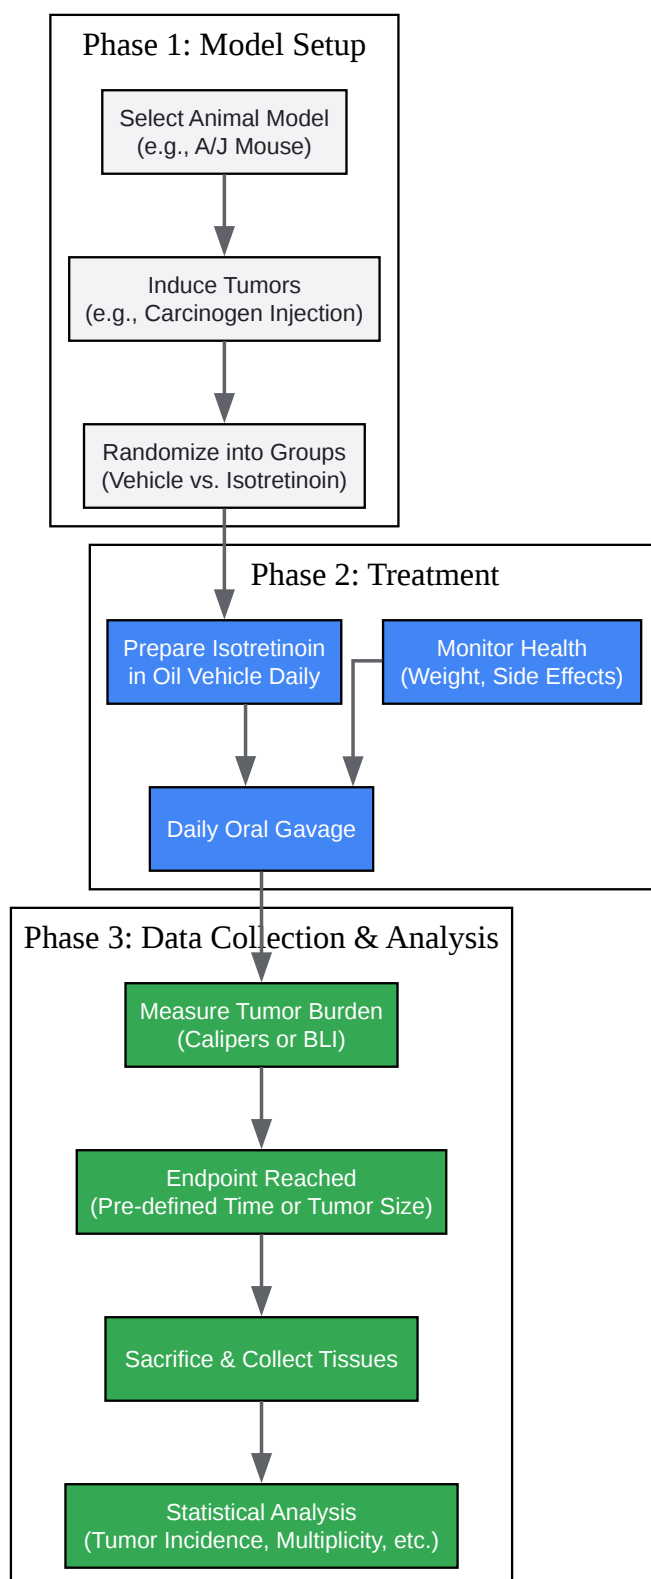 Phase 1: Model Setup
Select Animal Model
(e.g., A/J Mouse)
Induce Tumors
(e.g., Carcinogen Injection)
Randomize into Groups
(Vehicle vs. Isotretinoin)
Phase 2: Treatment
Prepare Isotretinoin
in Oil Vehicle Daily
Monitor Health
(Weight, Side Effects)
Daily Oral Gavage
Phase 3: Data Collection & Analysis
Measure Tumor Burden
(Calipers or BLI)
Endpoint Reached
(Pre-defined Time or Tumor Size)
Sacrifice & Collect Tissues
Statistical Analysis
(Tumor Incidence, Multiplicity, etc.)